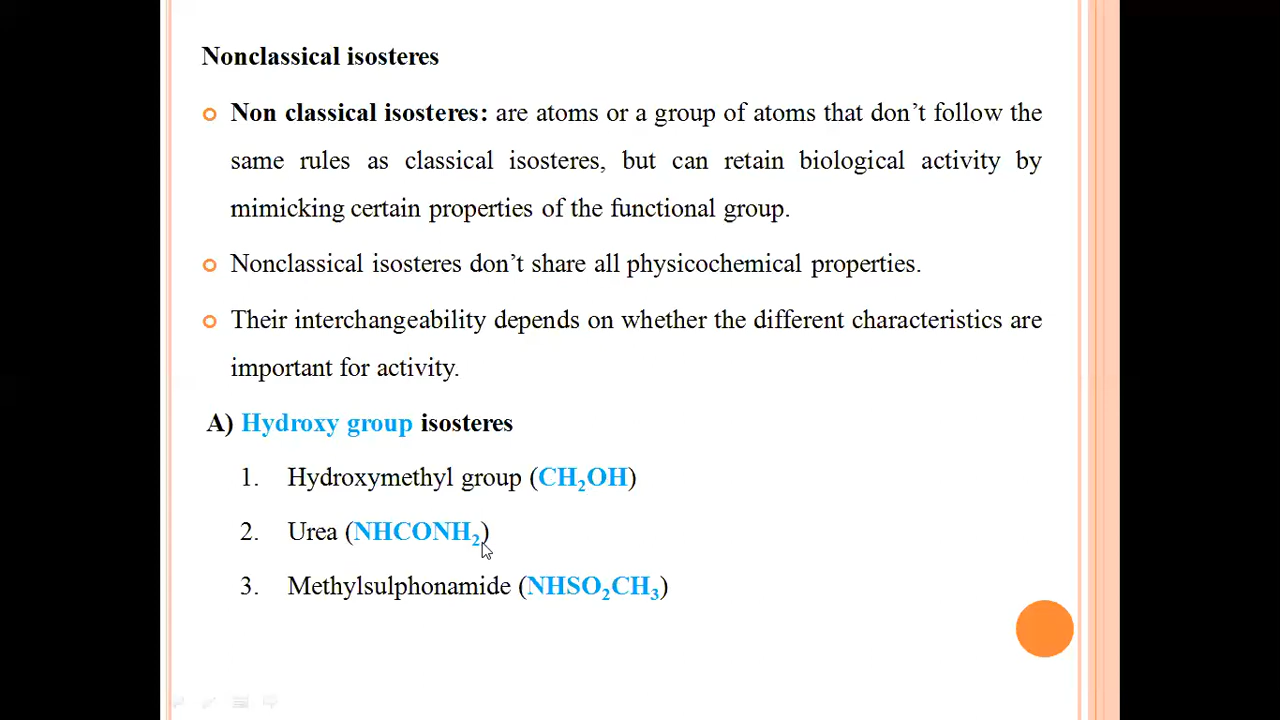 Nonclassical isosteres
Non classical isosteres: are atoms or a group of atoms that don’t follow the
same rules as classical isosteres, but can retain biological activity by
mimicking certain properties of the functional group.
Nonclassical isosteres don’t share all physicochemical properties.
Their interchangeability depends on whether the different characteristics are
important for activity.
A) Hydroxy group isosteres
1. Hydroxymethyl group (CH₂OH)
2. Urea (NHCONH₂)
3. Methylsulphonamide (NHSO₂CH₃)